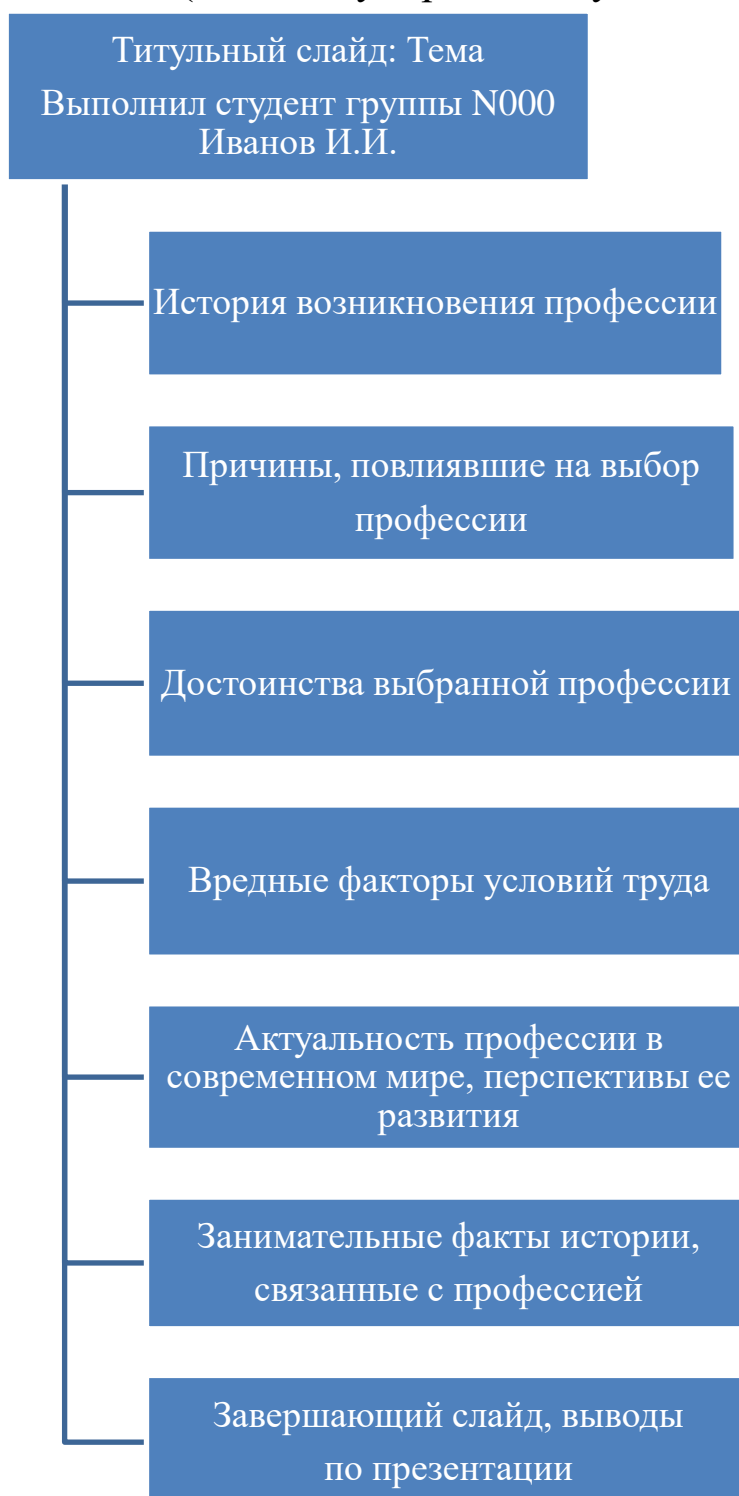 Титульный слайд: Тема
Выполнил студент группы N000
Иванов И.И.
История возникновения профессии
Причины, повлиявшие на выбор
профессии
Достоинства выбранной профессии
Вредные факторы условий труда
Актуальность профессии в
современном мире, перспективы ее
развития
Занимательные факты истории,
связанные с профессией
Завершающий слайд, выводы
по презентации